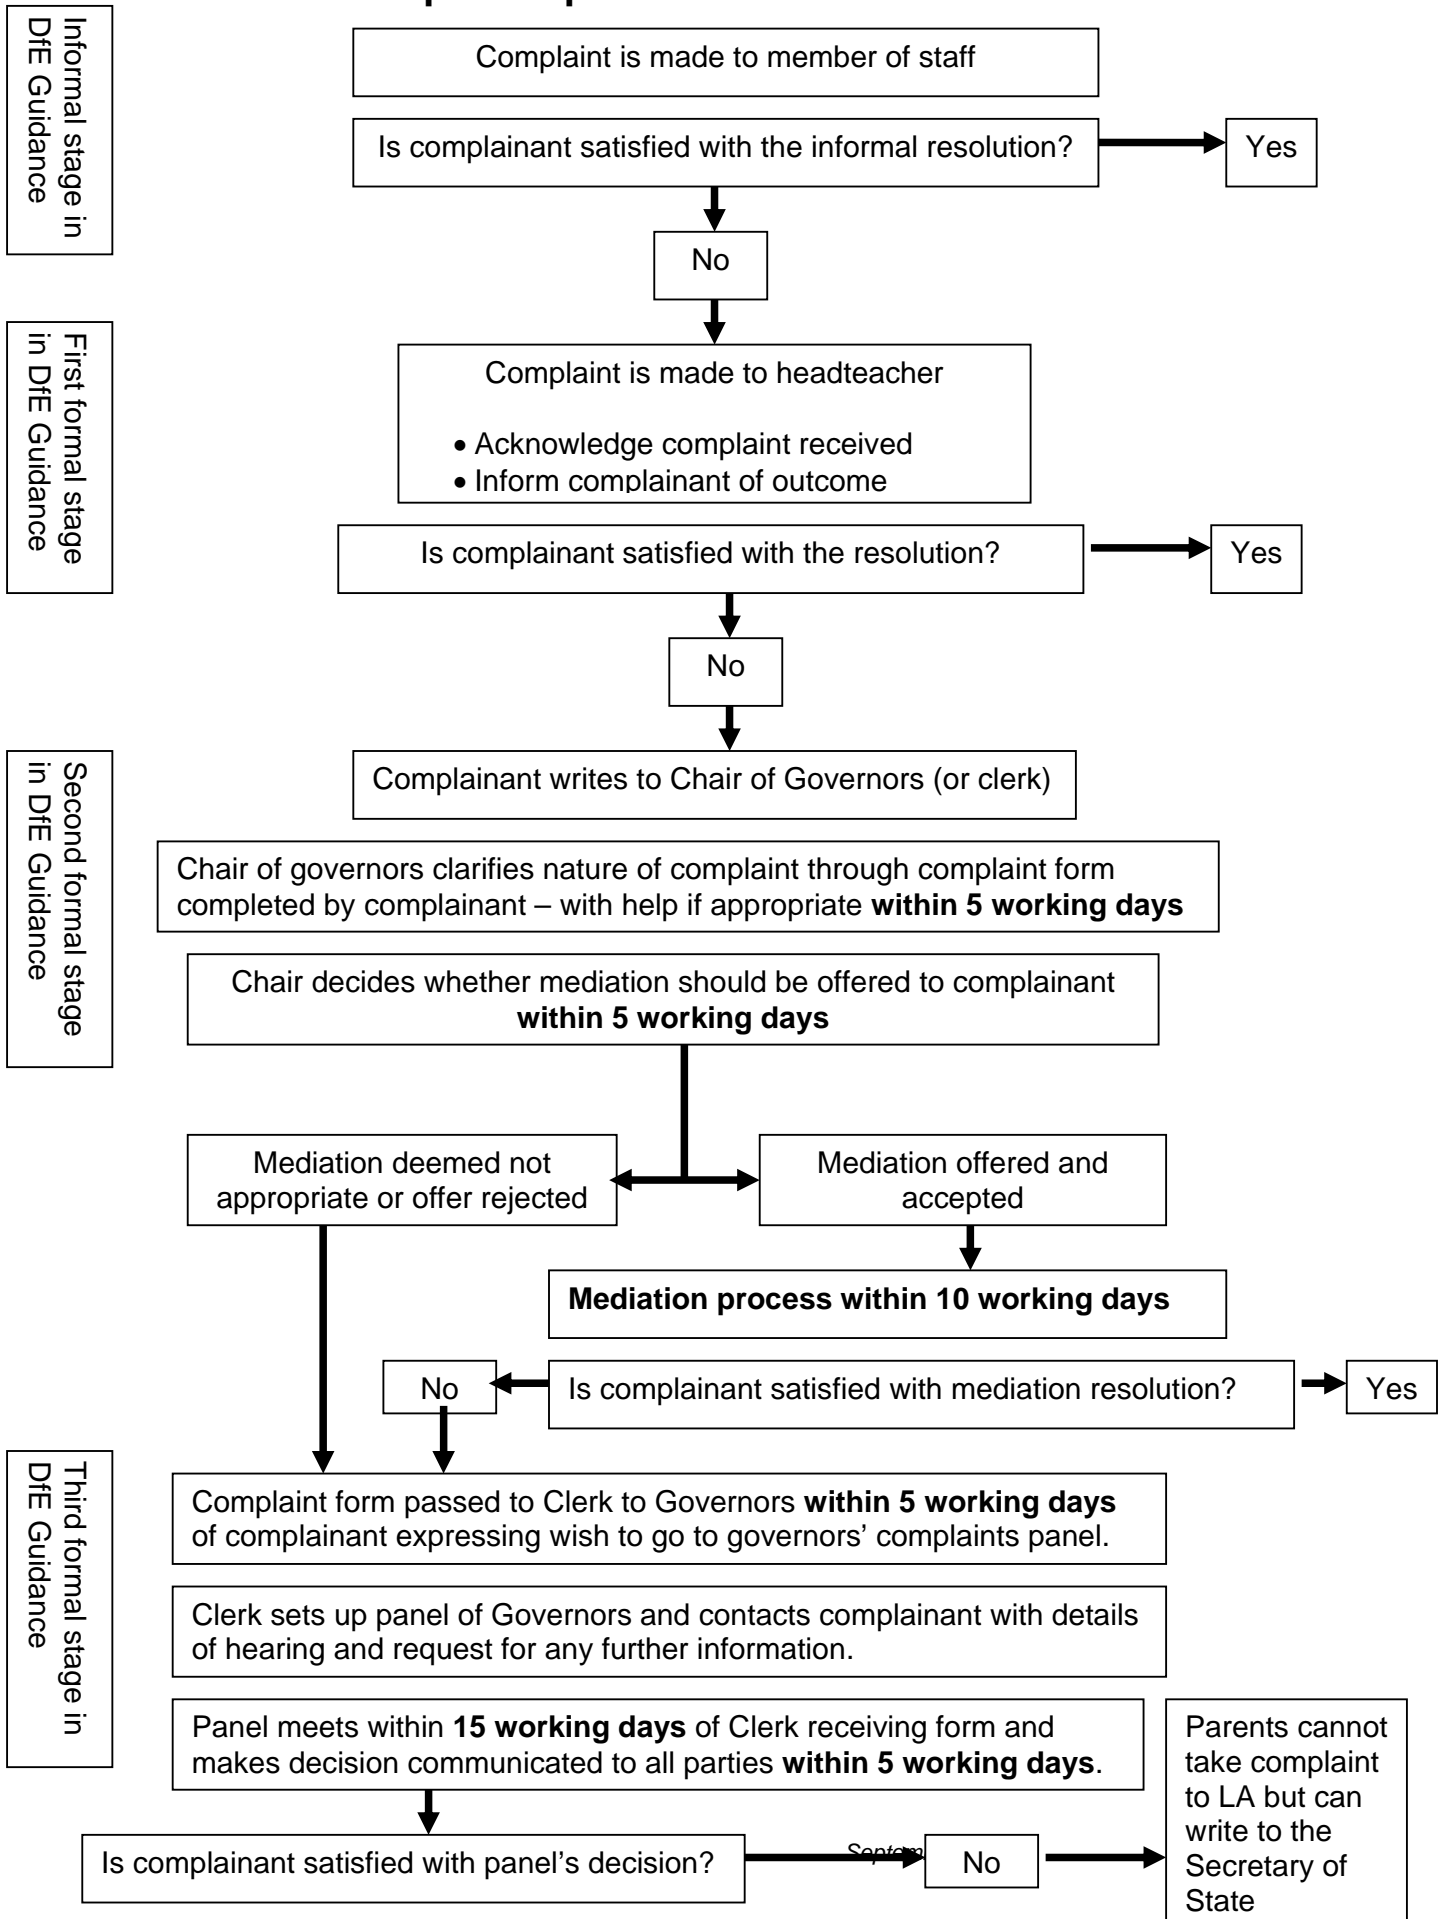 Informal stage in
DfE Guidance
Complaint is made to member of staff
Is complainant satisfied with the informal resolution?
Yes
No
First formal stage
in DfE Guidance
Complaint is made to headteacher
• Acknowledge complaint received
• Inform complainant of outcome
Is complainant satisfied with the resolution?
Yes
No
Second formal stage
in DfE Guidance
Complainant writes to Chair of Governors (or clerk)
Chair of governors clarifies nature of complaint through complaint form
completed by complainant – with help if appropriate within 5 working days
Chair decides whether mediation should be offered to complainant
within 5 working days
Mediation deemed not
appropriate or offer rejected
Mediation offered and
accepted
Mediation process within 10 working days
No
Is complainant satisfied with mediation resolution?
Yes
Third formal stage in
DfE Guidance
Complaint form passed to Clerk to Governors within 5 working days
of complainant expressing wish to go to governors’ complaints panel.
Clerk sets up panel of Governors and contacts complainant with details
of hearing and request for any further information.
Panel meets within 15 working days of Clerk receiving form and
makes decision communicated to all parties within 5 working days.
Is complainant satisfied with panel’s decision?
Septem
No
Parents cannot
take complaint
to LA but can
write to the
Secretary of
State